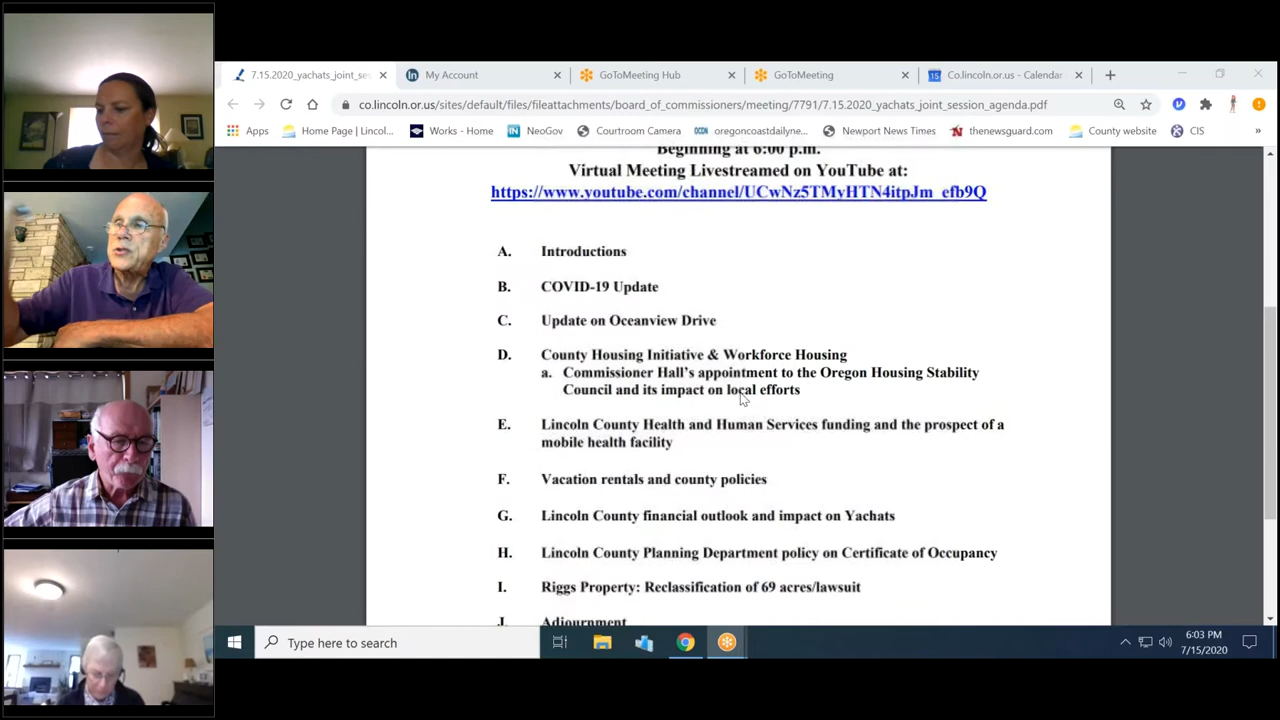 7.15.2020_yachats_joint_ses
My Account
GoToMeeting Hub
GoToMeeting
Co.lincoln.or.us - Calendar
co.lincoln.or.us/sites/default/files/fileattachments/board_of_commissioners/meeting/7791/7.15.2020_yachats_joint_session_agenda.pdf
Apps
Home Page | Lincol...
Works - Home
NeoGov
Courtroom Camera
oregoncoastdailyne...
Newport News Times
thenewsguard.com
County website
CIS
»
Beginning at 6:00 p.m.
Virtual Meeting Livestreamed on YouTube at:
https://www.youtube.com/channel/UCwNz5TMyHTN4itpJm_efb9Q
A. Introductions
B. COVID-19 Update
C. Update on Oceanview Drive
D. County Housing Initiative & Workforce Housing
a. Commissioner Hall's appointment to the Oregon Housing Stability
Council and its impact on local efforts
E. Lincoln County Health and Human Services funding and the prospect of a
mobile health facility
F. Vacation rentals and county policies
G. Lincoln County financial outlook and impact on Yachats
H. Lincoln County Planning Department policy on Certificate of Occupancy
I. Riggs Property: Reclassification of 69 acres/lawsuit
J. Adjournment
Type here to search
6:03 PM
7/15/2020